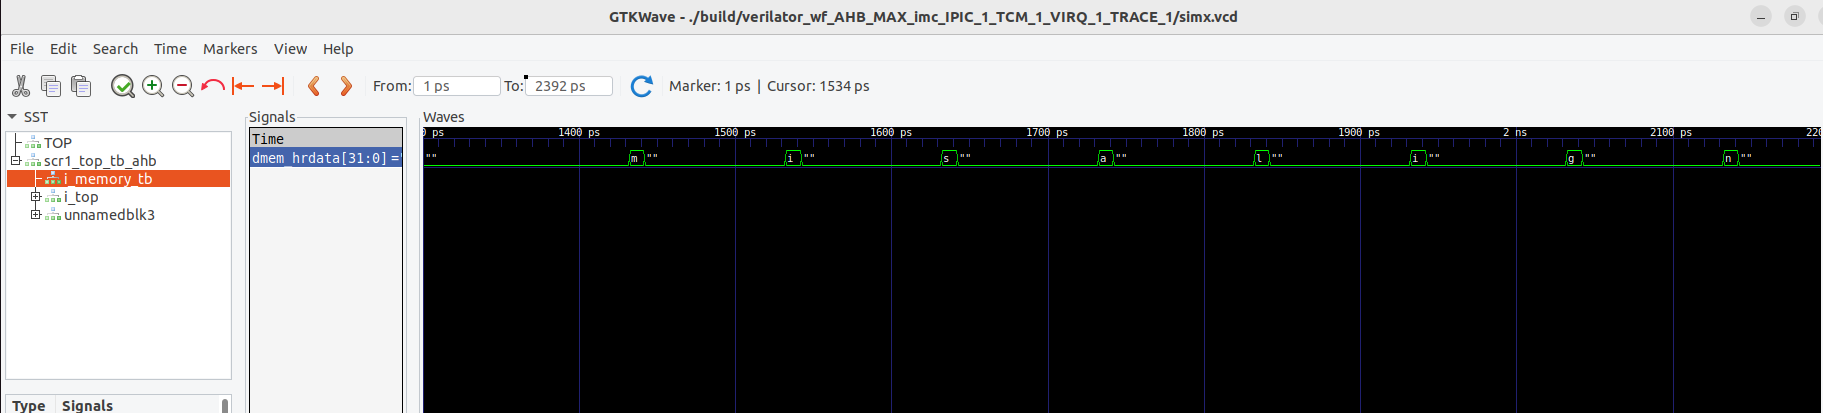 GTKWave - ./build/verilator_wf_AHB_MAX_imc_IPIC_1_TCM_1_VIRQ_1_TRACE_1/simx.vcd
File Edit Search Time Markers View Help
From: 1 ps To: 2392 ps Marker: 1 ps | Cursor: 1534 ps
SST
TOP
scr1_top_tb_ahb
i_memory_tb
i_top
unnamedblk3
Type Signals
Signals
Time
dmem_hrdata[31:0] ="
Waves
0 ps 1400 ps 1500 ps 1600 ps 1700 ps 1800 ps 1900 ps 2 ns 2100 ps 220
"" m "" i "" s "" a "" l "" i "" g "" n ""